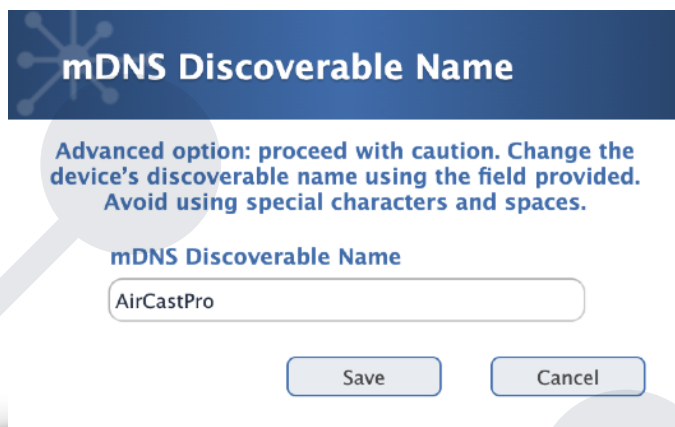 mDNS Discoverable Name
Advanced option: proceed with caution. Change the
device's discoverable name using the field provided.
Avoid using special characters and spaces.
mDNS Discoverable Name
AirCastPro
Save Cancel